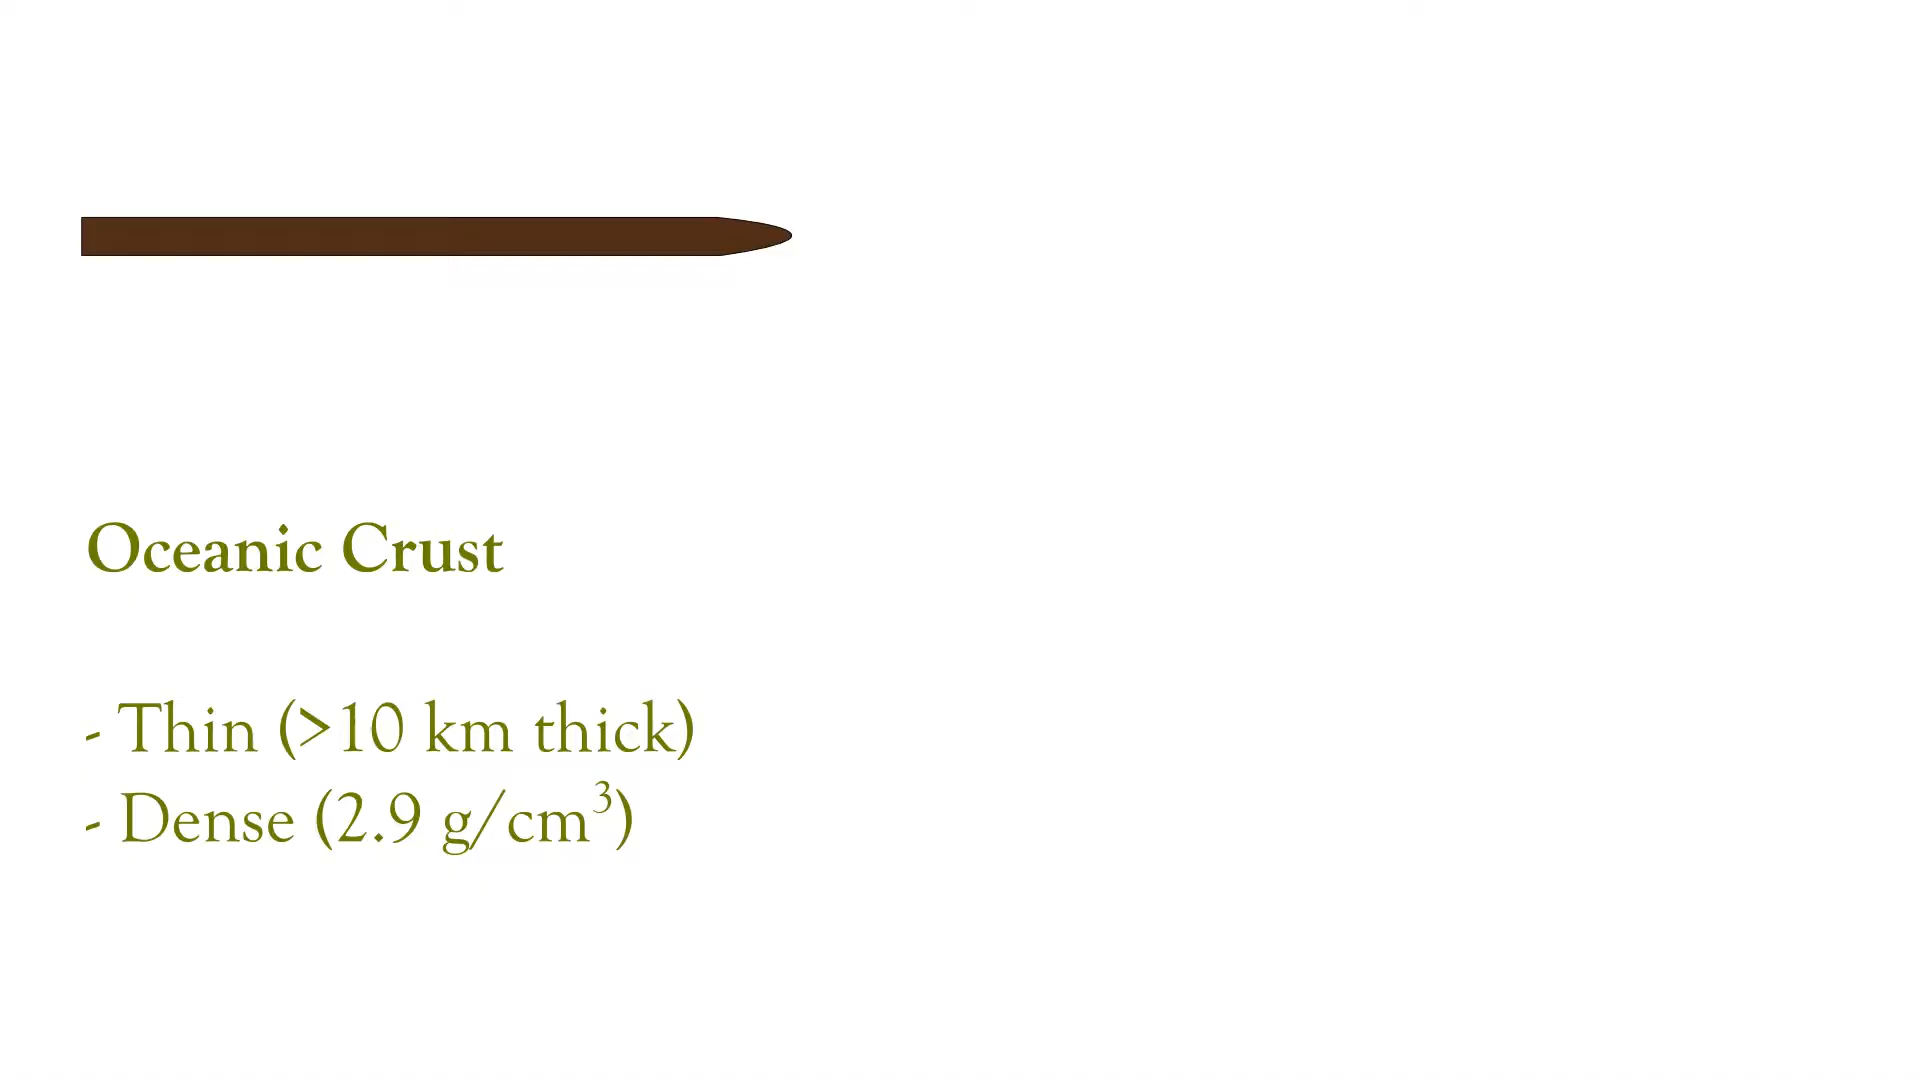 Oceanic Crust
- Thin (>10 km thick)
- Dense (2.9 g/cm³)